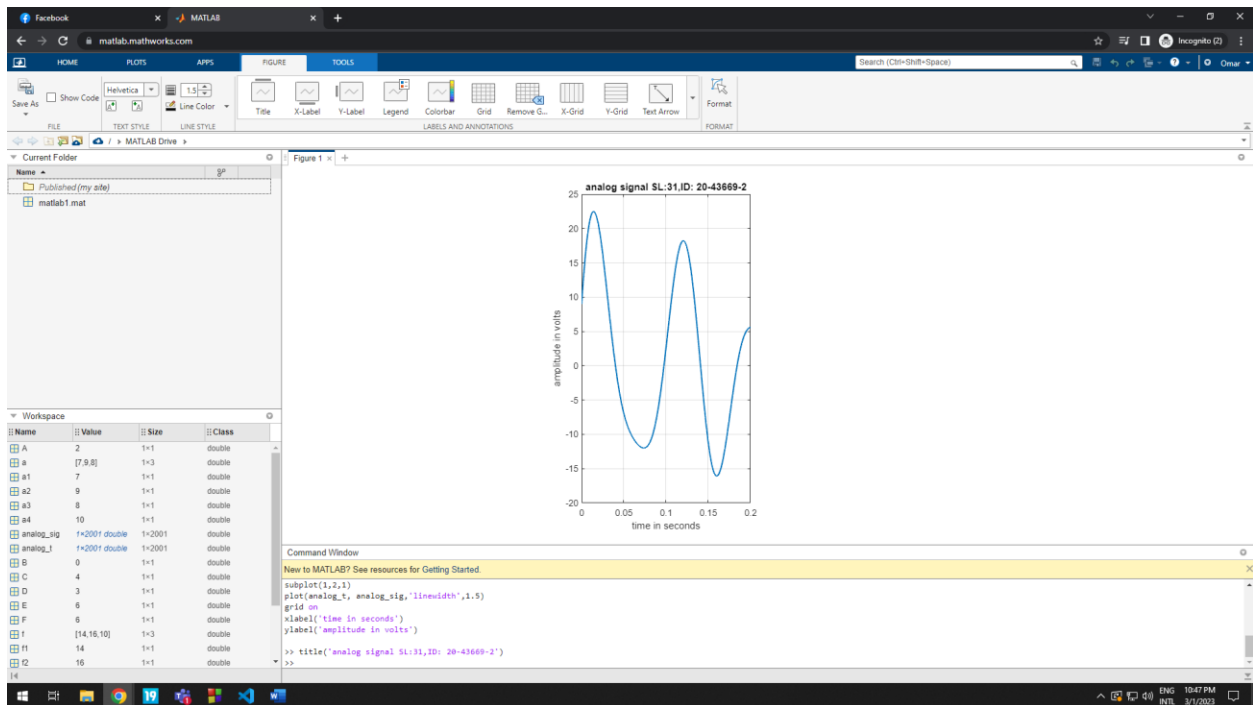 Facebook
MATLAB
matlab.mathworks.com
Incognito (2)
HOME PLOTS APPS FIGURE TOOLS
Search (Ctrl+Shift+Space)
Omar
Save As
Show Code
Helvetica
1.5
Line Color
Title X-Label Y-Label Legend Colorbar Grid Remove G... X-Grid Y-Grid Text Arrow
Format
FILE TEXT STYLE LINE STYLE LABELS AND ANNOTATIONS FORMAT
/ MATLAB Drive
Current Folder
Name
Published (my site)
matlab1.mat
Figure 1
analog signal SL:31,ID: 20-43669-2
25
20
15
10
5
0
-5
-10
-15
-20
amplitude in volts
0 0.05 0.1 0.15 0.2
time in seconds
Workspace
Name Value Size Class
A 2 1×1 double
a [7,9,8] 1×3 double
a1 7 1×1 double
a2 9 1×1 double
a3 8 1×1 double
a4 10 1×1 double
analog_sig 1×2001 double 1×2001 double
analog_t 1×2001 double 1×2001 double
B 0 1×1 double
C 4 1×1 double
D 3 1×1 double
E 6 1×1 double
F 6 1×1 double
f [14,16,10] 1×3 double
f1 14 1×1 double
f2 16 1×1 double
Command Window
New to MATLAB? See resources for Getting Started.
subplot(1,2,1)
plot(analog_t, analog_sig,'linewidth',1.5)
grid on
xlabel('time in seconds')
ylabel('amplitude in volts')
>> title('analog signal SL:31,ID: 20-43669-2')
>>
19
ENG
INTL
10:47 PM
3/1/2023